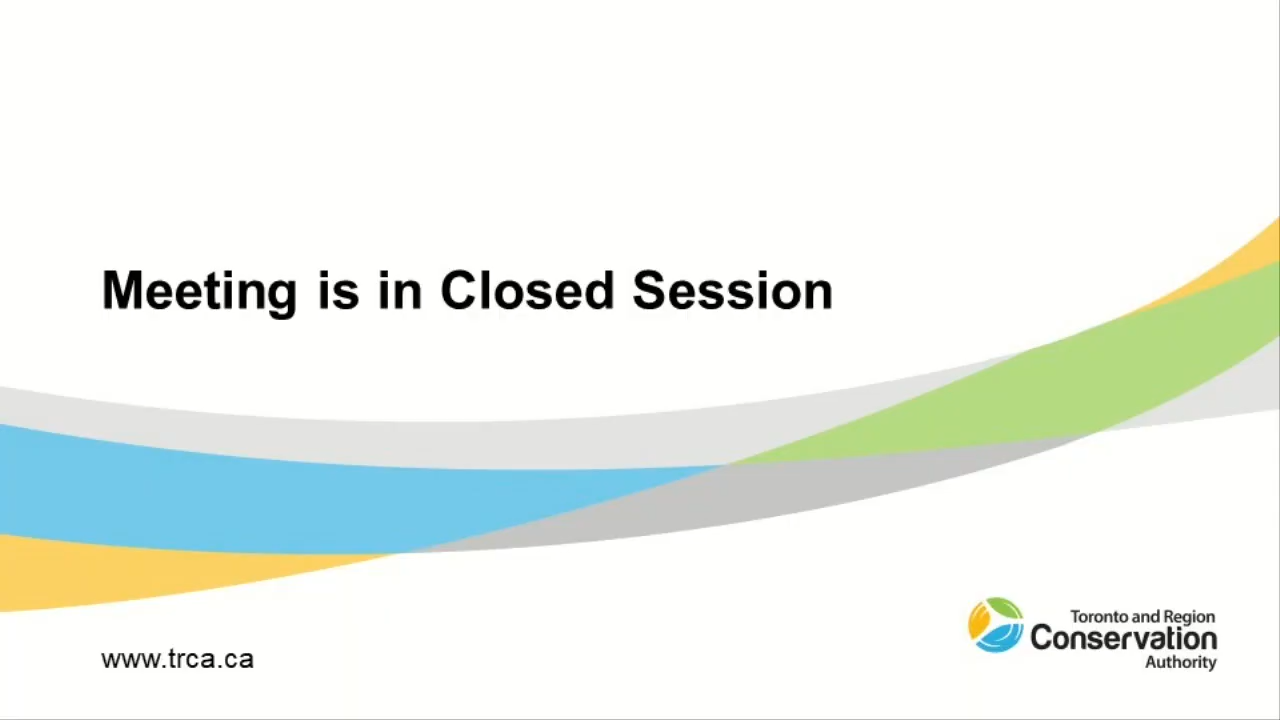 Meeting is in Closed Session
www.trca.ca
Toronto and Region
Conservation
Authority